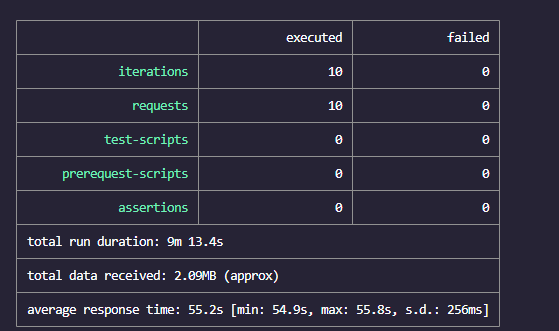 executed failed
iterations 10 0
requests 10 0
test-scripts 0 0
prerequest-scripts 0 0
assertions 0 0
total run duration: 9m 13.4s
total data received: 2.09MB (approx)
average response time: 55.2s [min: 54.9s, max: 55.8s, s.d.: 256ms]